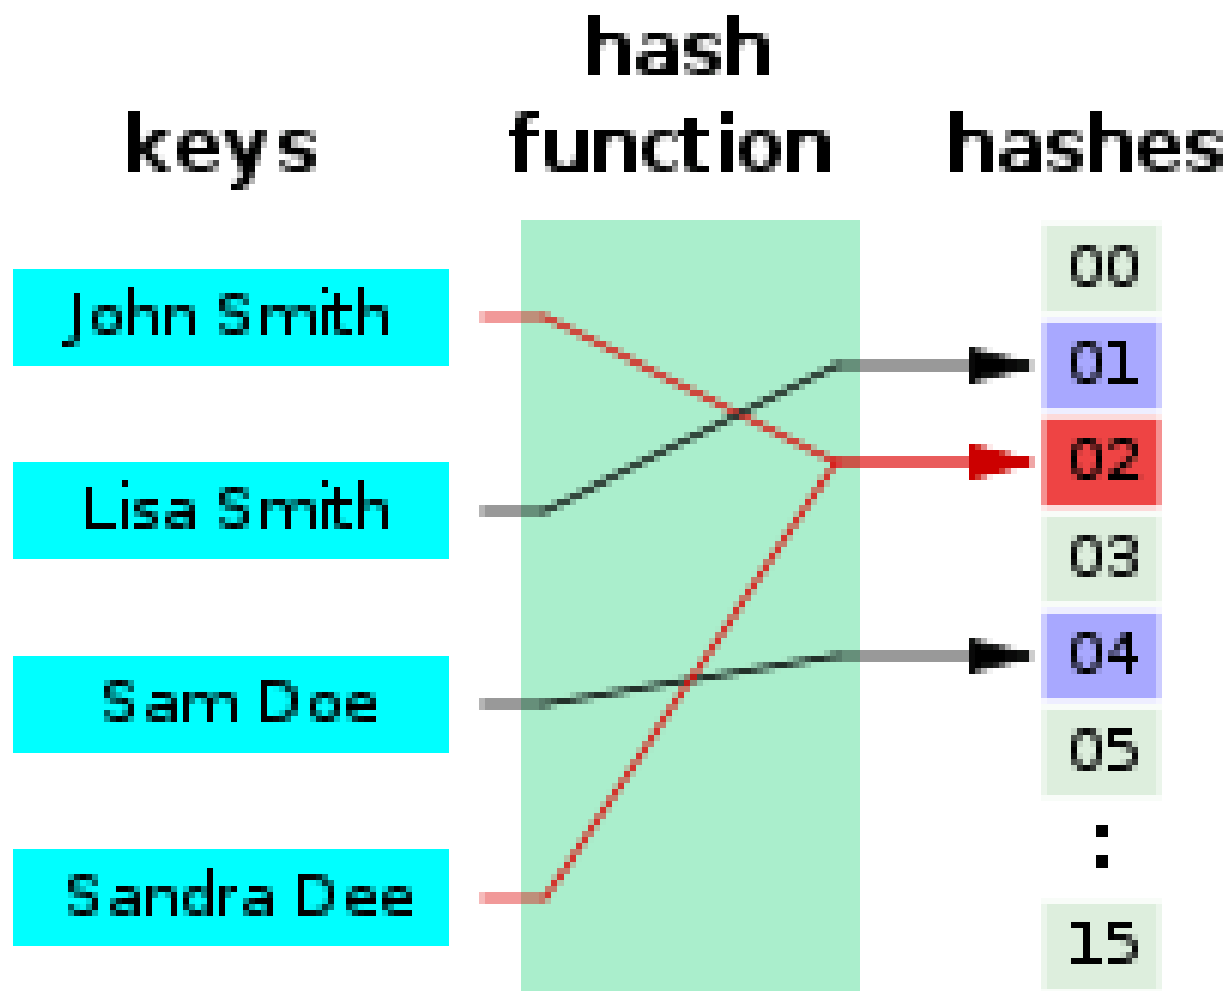 keys
hash
function
hashes
John Smith
Lisa Smith
Sam Doe
Sandra Dee
00
01
02
03
04
05
:
15